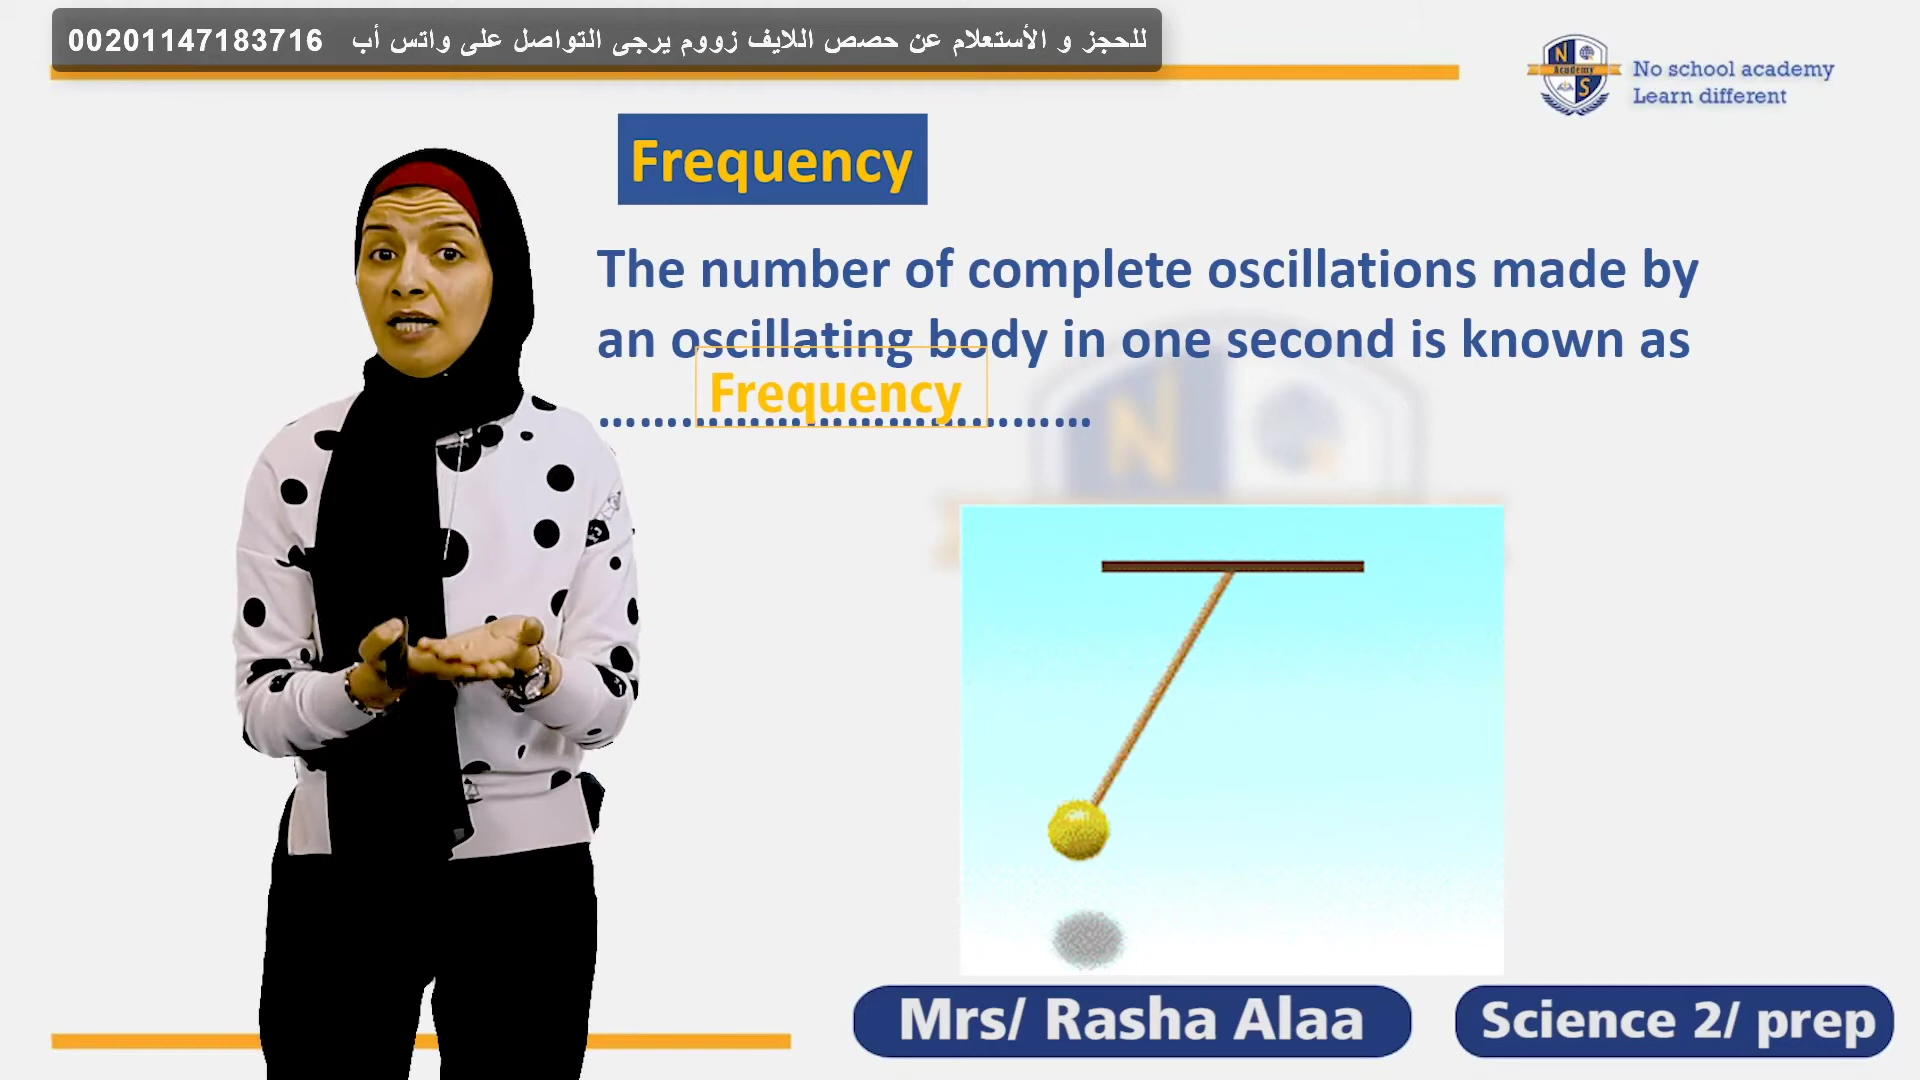 للحجز و الأستعلام عن حصص اللايف زووم يرجى التواصل على واتس أب 00201147183716
N
Academy
S
No school academy
Learn different
Frequency
The number of complete oscillations made by
an oscillating body in one second is known as
Frequency
....................................
N
Mrs/ Rasha Alaa
Science 2/ prep